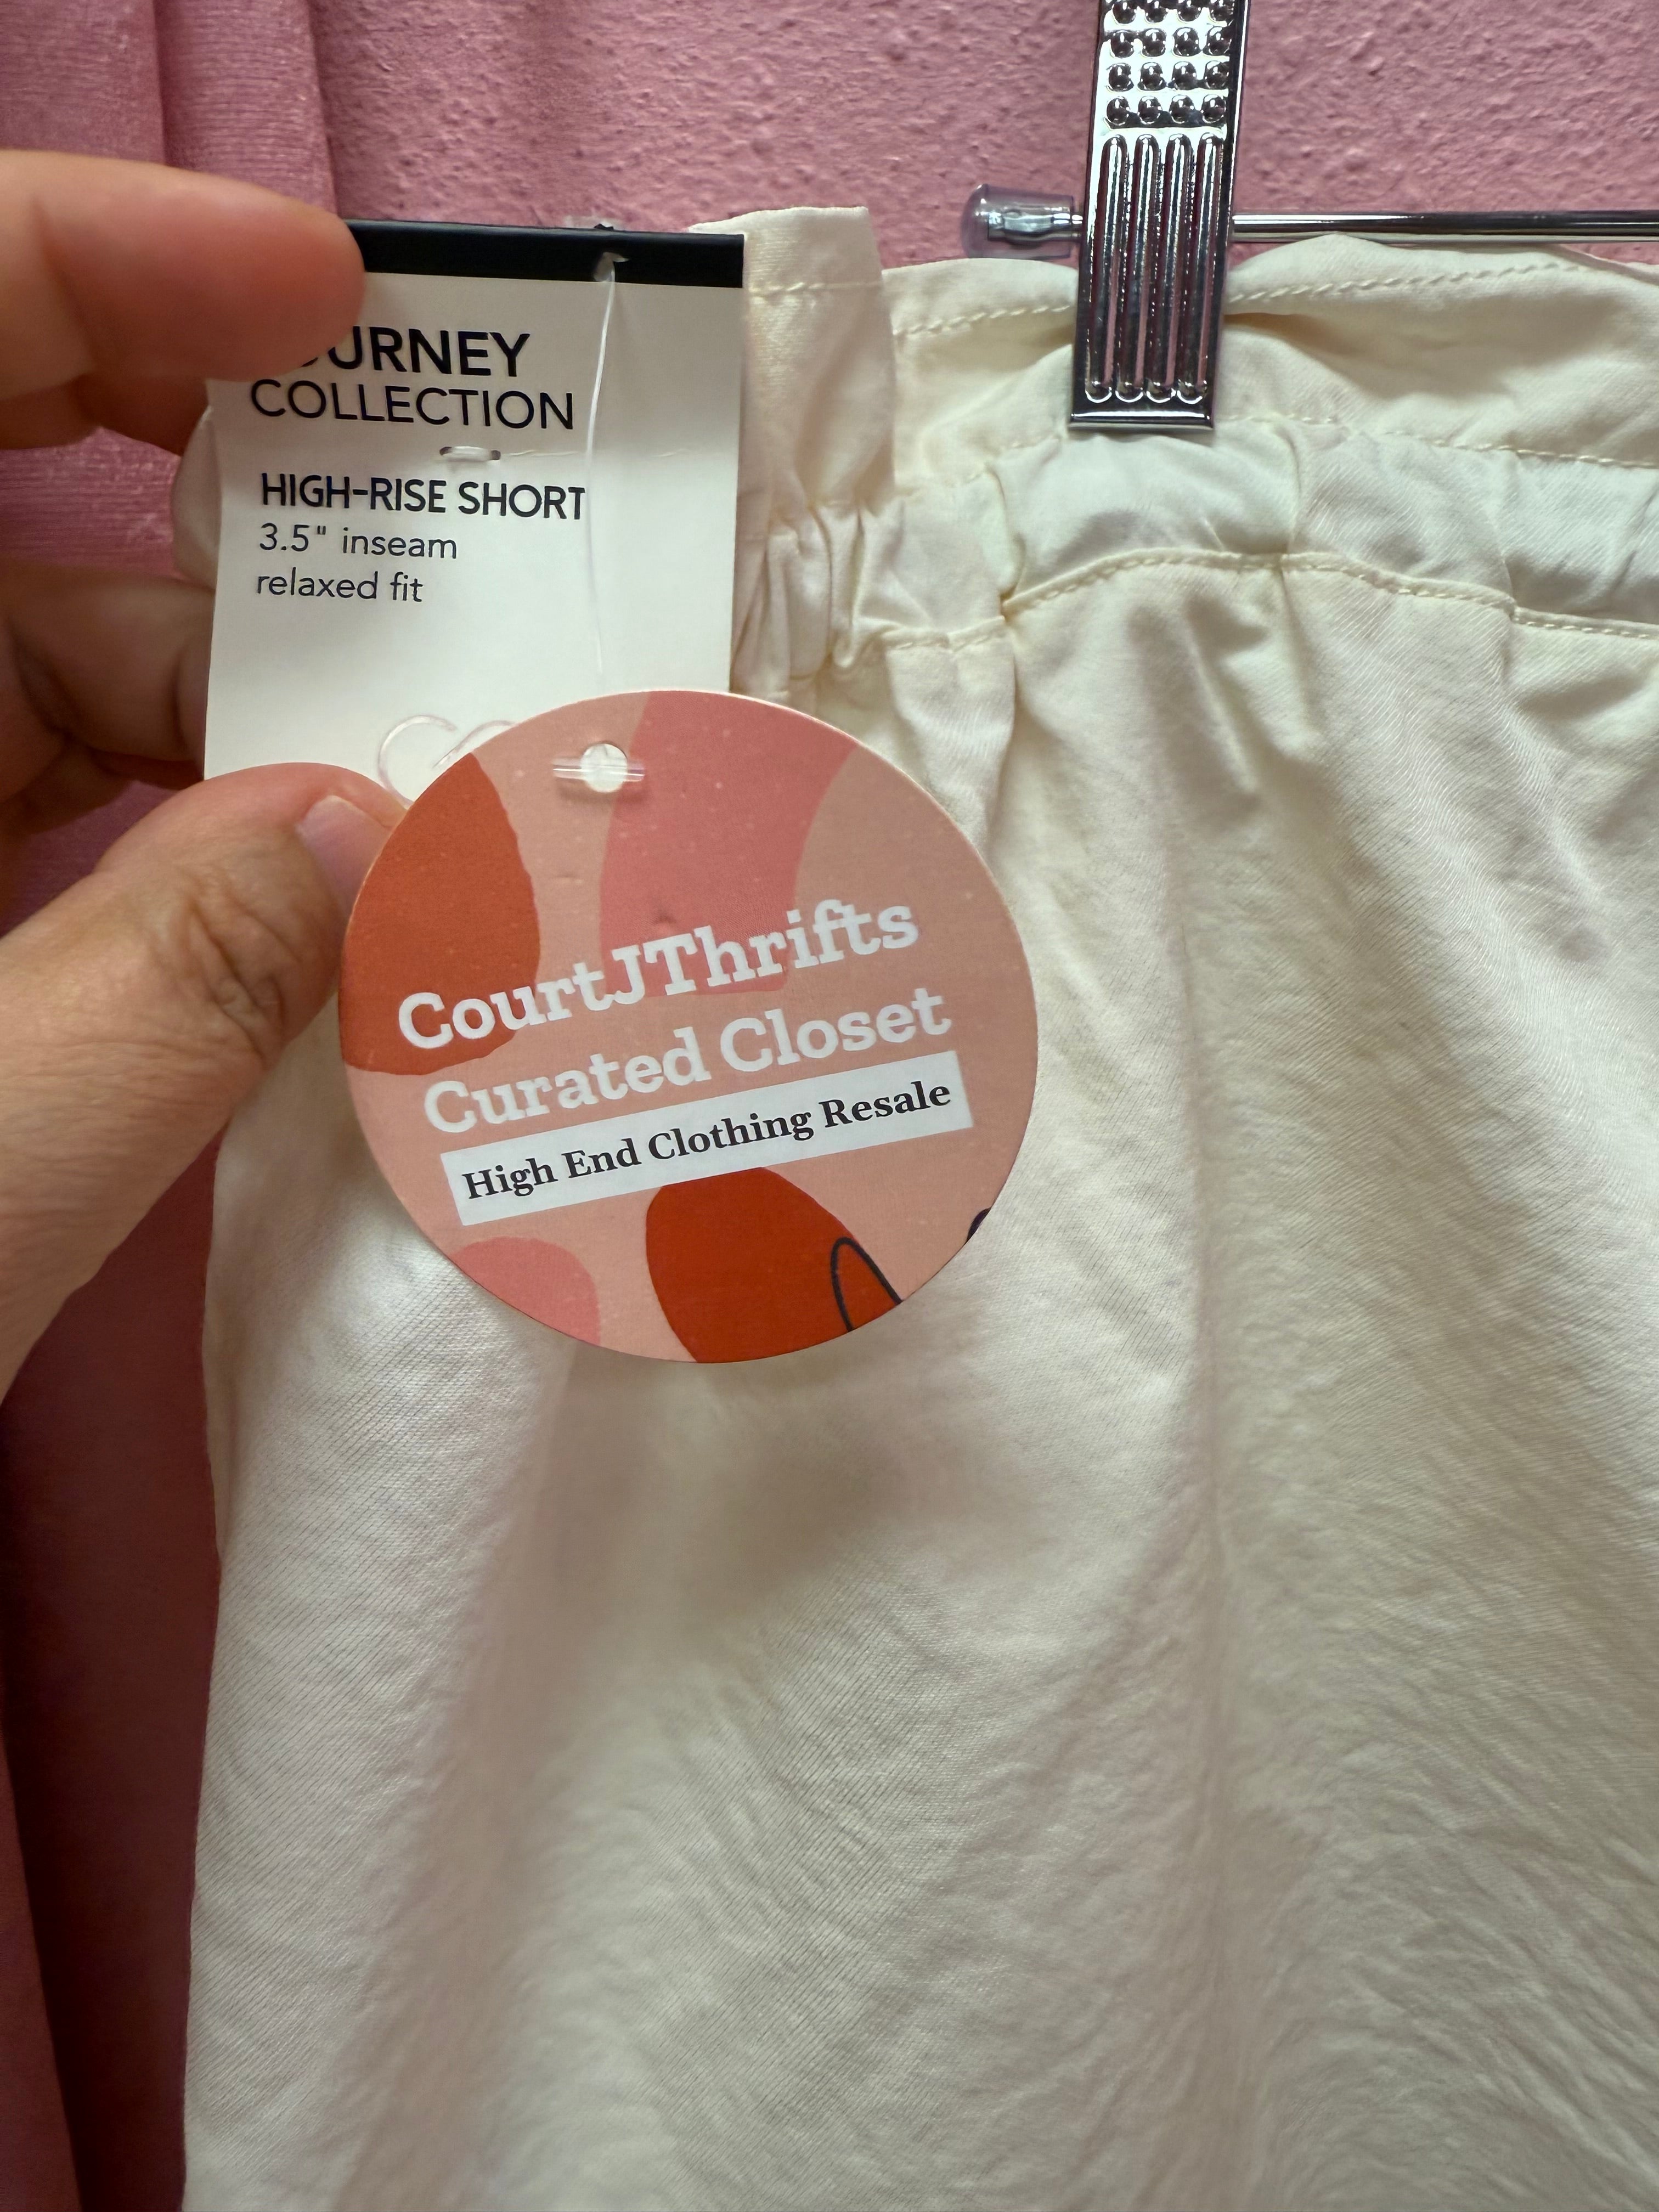 URNEY
COLLECTION
HIGH-RISE SHORT
3.5" inseam
relaxed fit
CourtJThrifts
Curated Closet
High End Clothing Resale